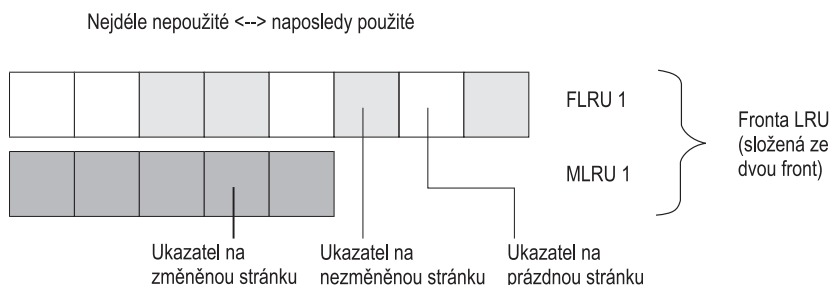 Nejdéle nepoužité <--> naposledy použité
FLRU 1
MLRU 1
Fronta LRU
(složená ze
dvou front)
Ukazatel na
změněnou stránku
Ukazatel na
nezměněnou stránku
Ukazatel na
prázdnou stránku